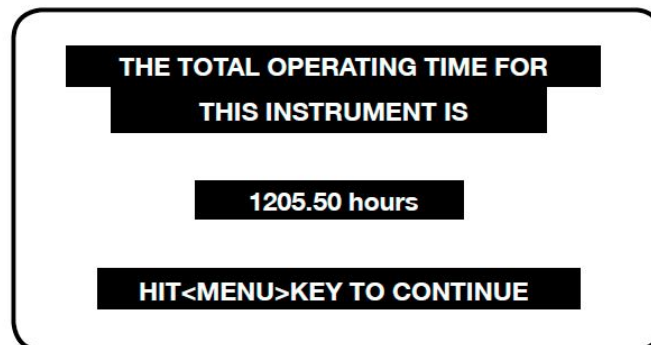 THE TOTAL OPERATING TIME FOR
THIS INSTRUMENT IS
1205.50 hours
HIT<MENU>KEY TO CONTINUE